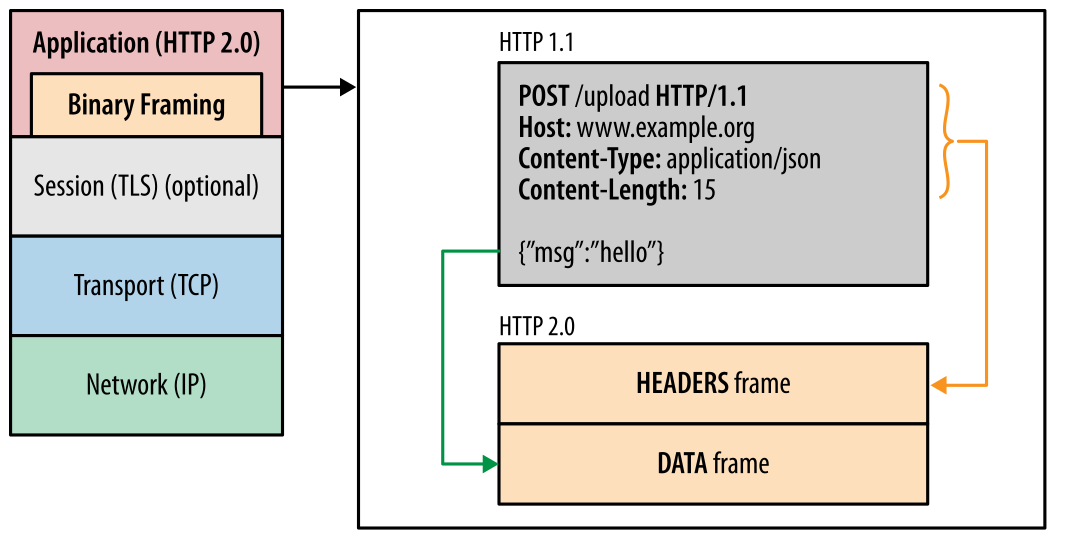 Application (HTTP 2.0)
Binary Framing
Session (TLS) (optional)
Transport (TCP)
Network (IP)
HTTP 1.1
POST /upload HTTP/1.1
Host: www.example.org
Content-Type: application/json
Content-Length: 15
{”msg”:”hello”}
HTTP 2.0
HEADERS frame
DATA frame